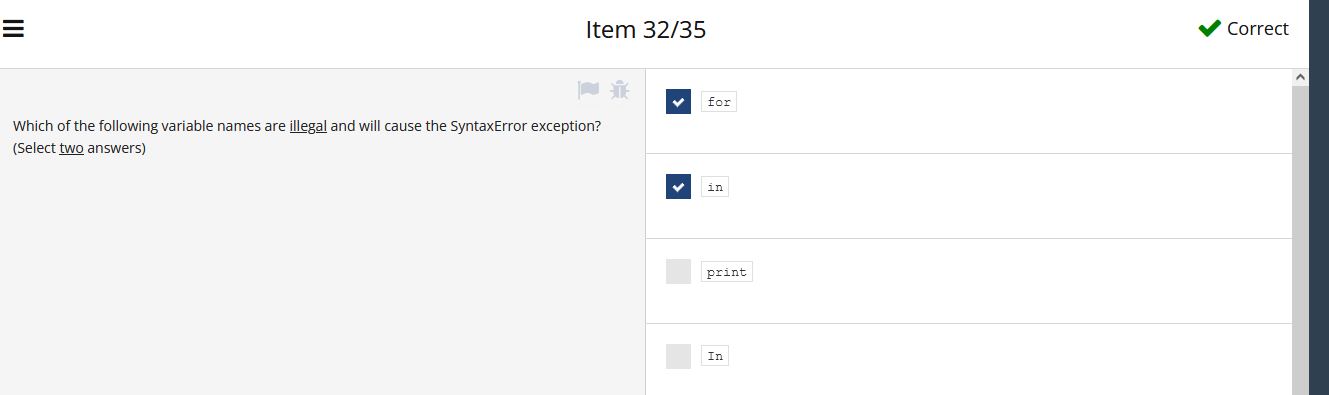 Item 32/35
Correct
Which of the following variable names are illegal and will cause the SyntaxError exception?
(Select two answers)
for
in
print
In